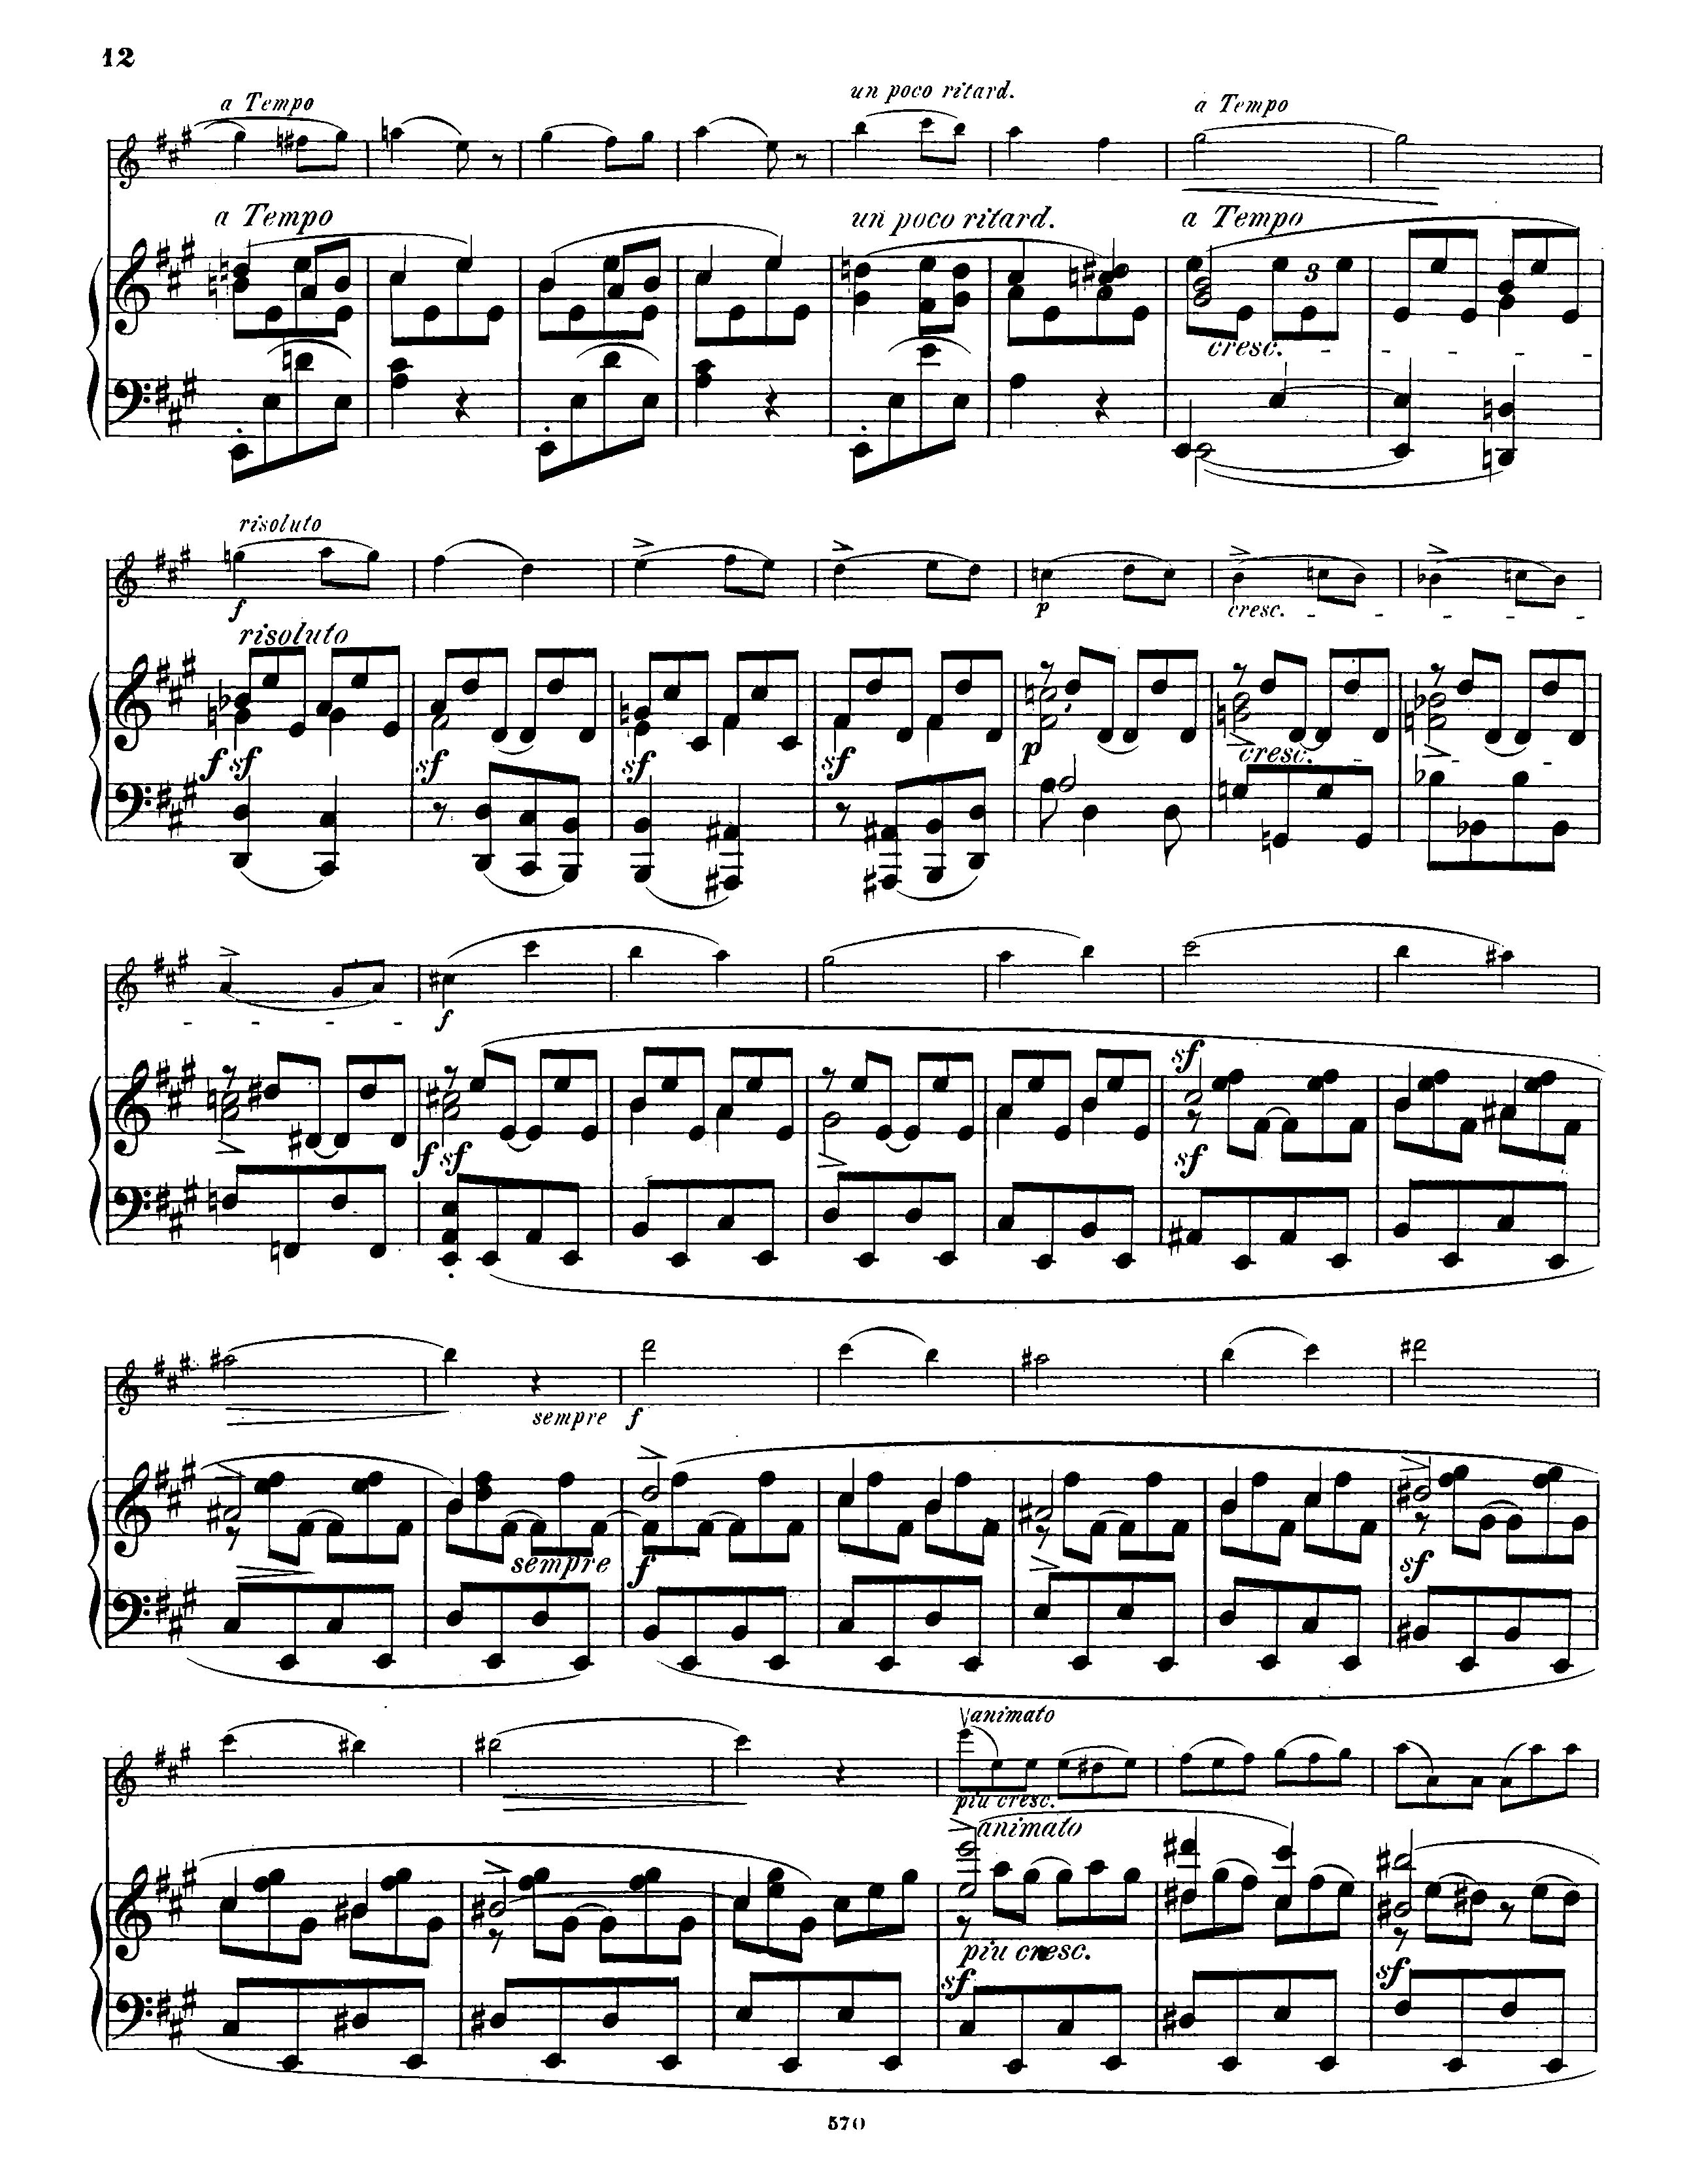 12
a Tempo
un poco ritard.
a Tempo
a Tempo
un poco ritard.
a Tempo
3
cresc.
risoluto
f
p
cresc.
risoluto
f sf
sf
sf
sf
p
cresc.
f
sf
f sf
sf
sempre
f
sempre
f
sf
animato
più cresc.
animato
più cresc.
sf
sf
570